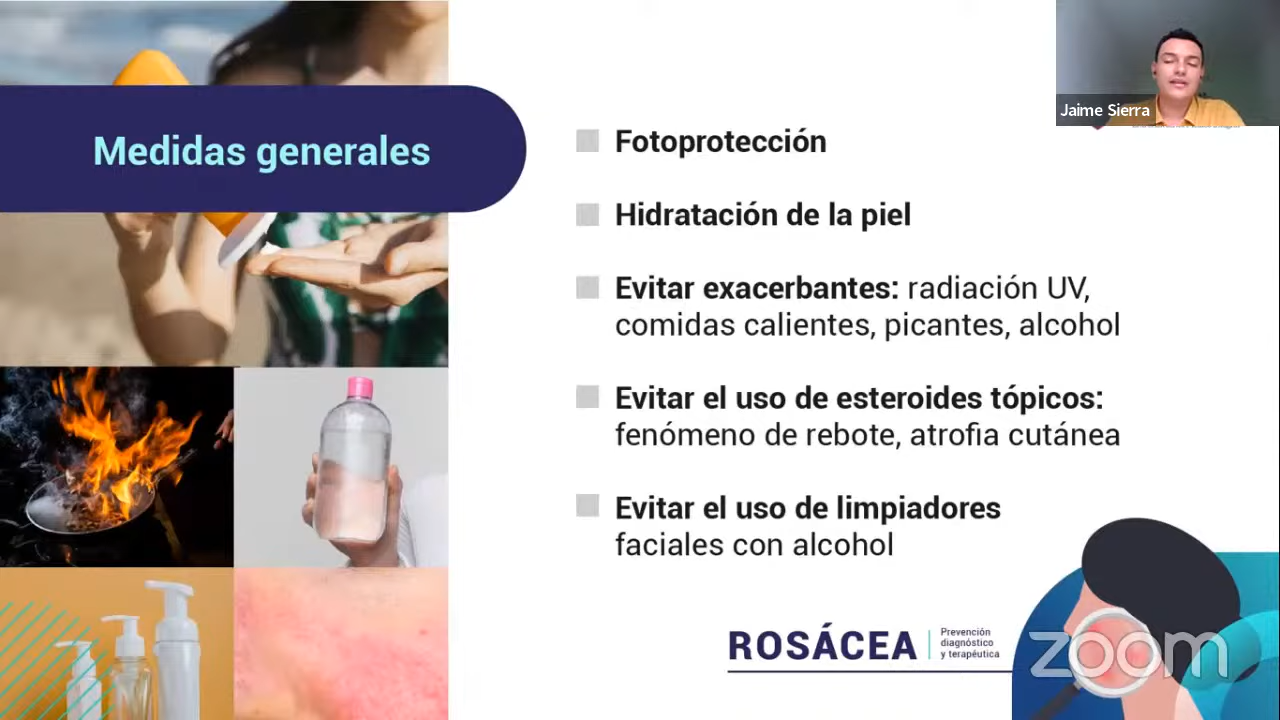 Jaime Sierra
Medidas generales
Fotoprotección
Hidratación de la piel
Evitar exacerbantes: radiación UV,
comidas calientes, picantes, alcohol
Evitar el uso de esteroides tópicos:
fenómeno de rebote, atrofia cutánea
Evitar el uso de limpiadores
faciales con alcohol
ROSÁCEA
Prevención
diagnóstico
y terapéutica
zoom